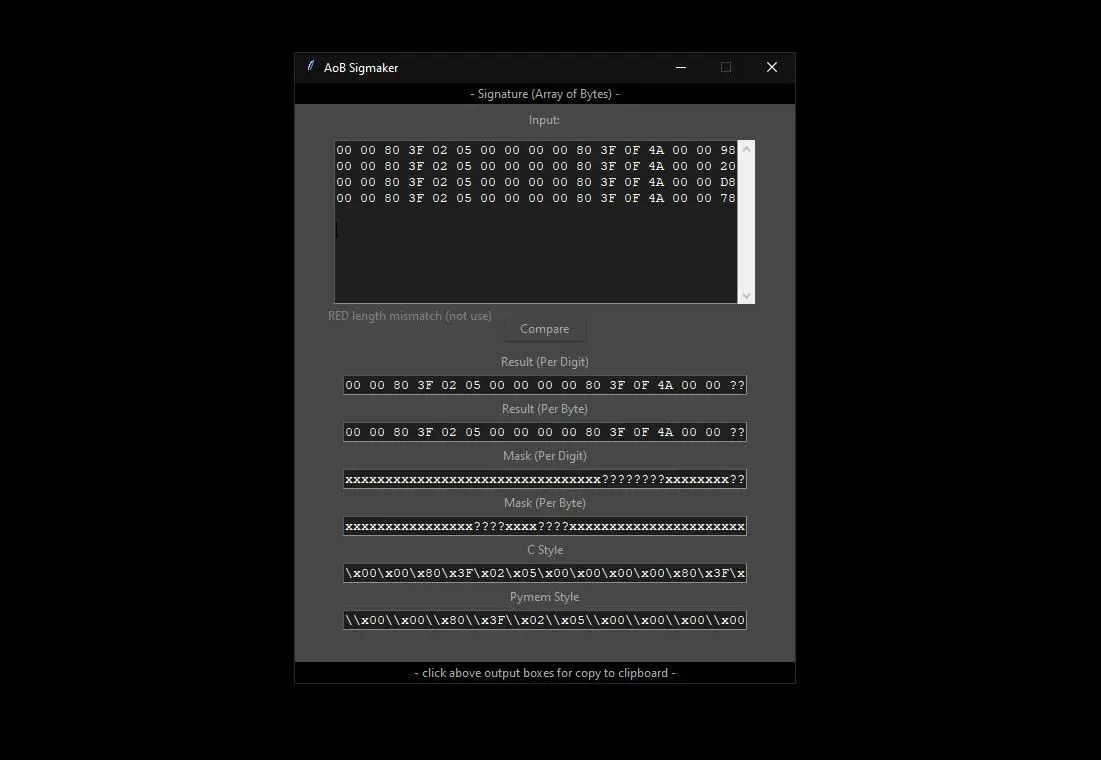 AoB Sigmaker
- Signature (Array of Bytes) -
Input:
00 00 80 3F 02 05 00 00 00 00 80 3F 0F 4A 00 00 98
00 00 80 3F 02 05 00 00 00 00 80 3F 0F 4A 00 00 20
00 00 80 3F 02 05 00 00 00 00 80 3F 0F 4A 00 00 D8
00 00 80 3F 02 05 00 00 00 00 80 3F 0F 4A 00 00 78
RED length mismatch (not use)
Compare
Result (Per Digit)
00 00 80 3F 02 05 00 00 00 00 80 3F 0F 4A 00 00 ??
Result (Per Byte)
00 00 80 3F 02 05 00 00 00 00 80 3F 0F 4A 00 00 ??
Mask (Per Digit)
xxxxxxxxxxxxxxxxxxxxxxxxxxxxxxxx????????xxxxxxxx??
Mask (Per Byte)
xxxxxxxxxxxxxxxx????xxxx????xxxxxxxxxxxxxxxxxxxxxx
C Style
\x00\x00\x80\x3F\x02\x05\x00\x00\x00\x00\x80\x3F\x
Pymem Style
\\x00\\x00\\x80\\x3F\\x02\\x05\\x00\\x00\\x00\\x00
- click above output boxes for copy to clipboard -